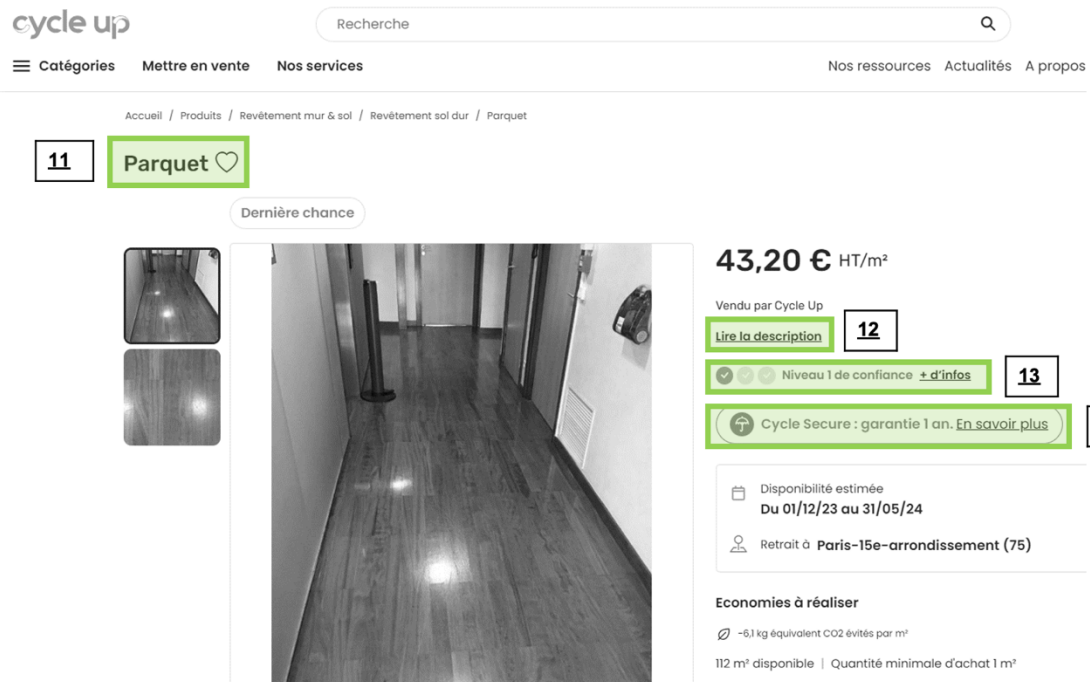 cycle up
Recherche
Catégories Mettre en vente Nos services Nos ressources Actualités A propos
Accueil / Produits / Revêtement mur & sol / Revêtement sol dur / Parquet
11
Parquet
Dernière chance
43,20 € HT/m²
Vendu par Cycle Up
Lire la description
12
Niveau 1 de confiance + d'infos
13
Cycle Secure : garantie 1 an. En savoir plus
Disponibilité estimée
Du 01/12/23 au 31/05/24
Retrait à Paris-15e-arrondissement (75)
Economies à réaliser
-6,1 kg équivalent CO2 évités par m²
112 m² disponible | Quantité minimale d'achat 1 m²